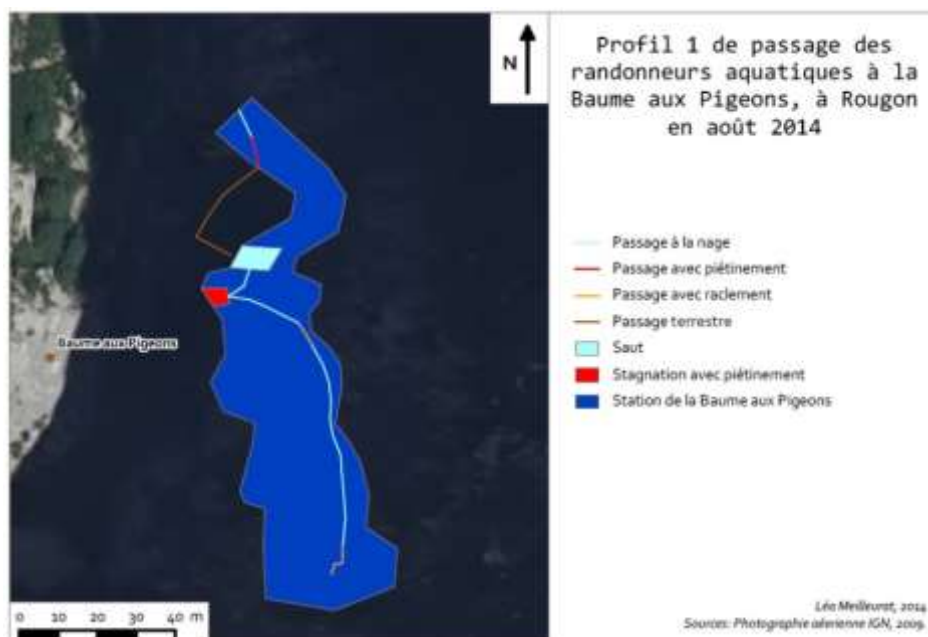 N
Profil 1 de passage des
randonneurs aquatiques à la
Baume aux Pigeons, à Rougon
en août 2014
Passage à la nage
Passage avec piétinement
Passage avec raclement
Passage terrestre
Saut
Stagnation avec piétinement
Station de la Baume aux Pigeons
Baume aux Pigeons
0 10 20 30 40 m
Léa Meilleurat, 2014
Sources: Photographie aérienne IGN, 2009.